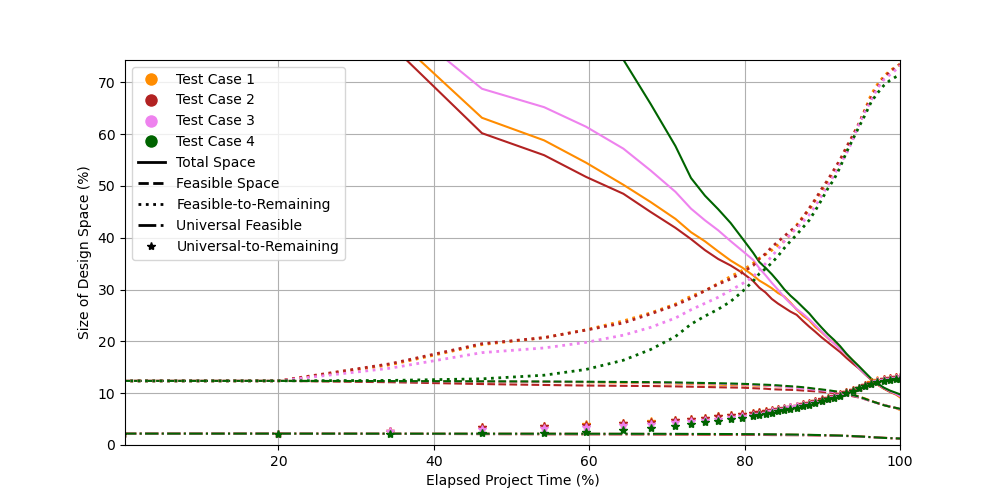 70
60
50
40
30
20
10
0
20
40
60
80
100
Size of Design Space (%)
Elapsed Project Time (%)
Test Case 1
Test Case 2
Test Case 3
Test Case 4
Total Space
Feasible Space
Feasible-to-Remaining
Universal Feasible
Universal-to-Remaining